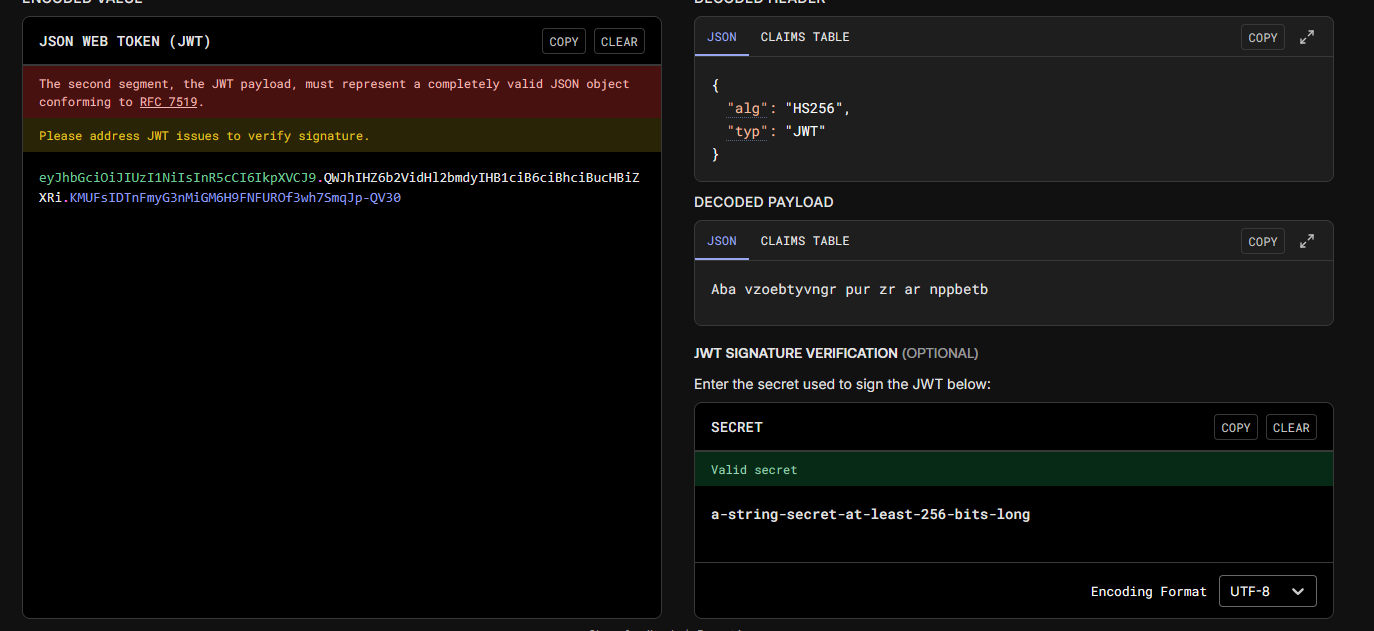 ENCODED VALUE
JSON WEB TOKEN (JWT)
COPY
CLEAR
The second segment, the JWT payload, must represent a completely valid JSON object
conforming to RFC 7519.
Please address JWT issues to verify signature.
eyJhbGciOiJIUzI1NiIsInR5cCI6IkpXVCJ9.QWJhIHZ6b2VidHl2bmdyIHB1ciB6ciBhciBucHBiZ
XRi.KMUFsIDTnFmyG3nMiGM6H9FNFUROf3wh7SmqJp-QV30
DECODED HEADER
JSON
CLAIMS TABLE
COPY
{
"alg": "HS256",
"typ": "JWT"
}
DECODED PAYLOAD
JSON
CLAIMS TABLE
COPY
Aba vzoebtyvngr pur zr ar nppbetb
JWT SIGNATURE VERIFICATION (OPTIONAL)
Enter the secret used to sign the JWT below:
SECRET
COPY
CLEAR
Valid secret
a-string-secret-at-least-256-bits-long
Encoding Format
UTF-8